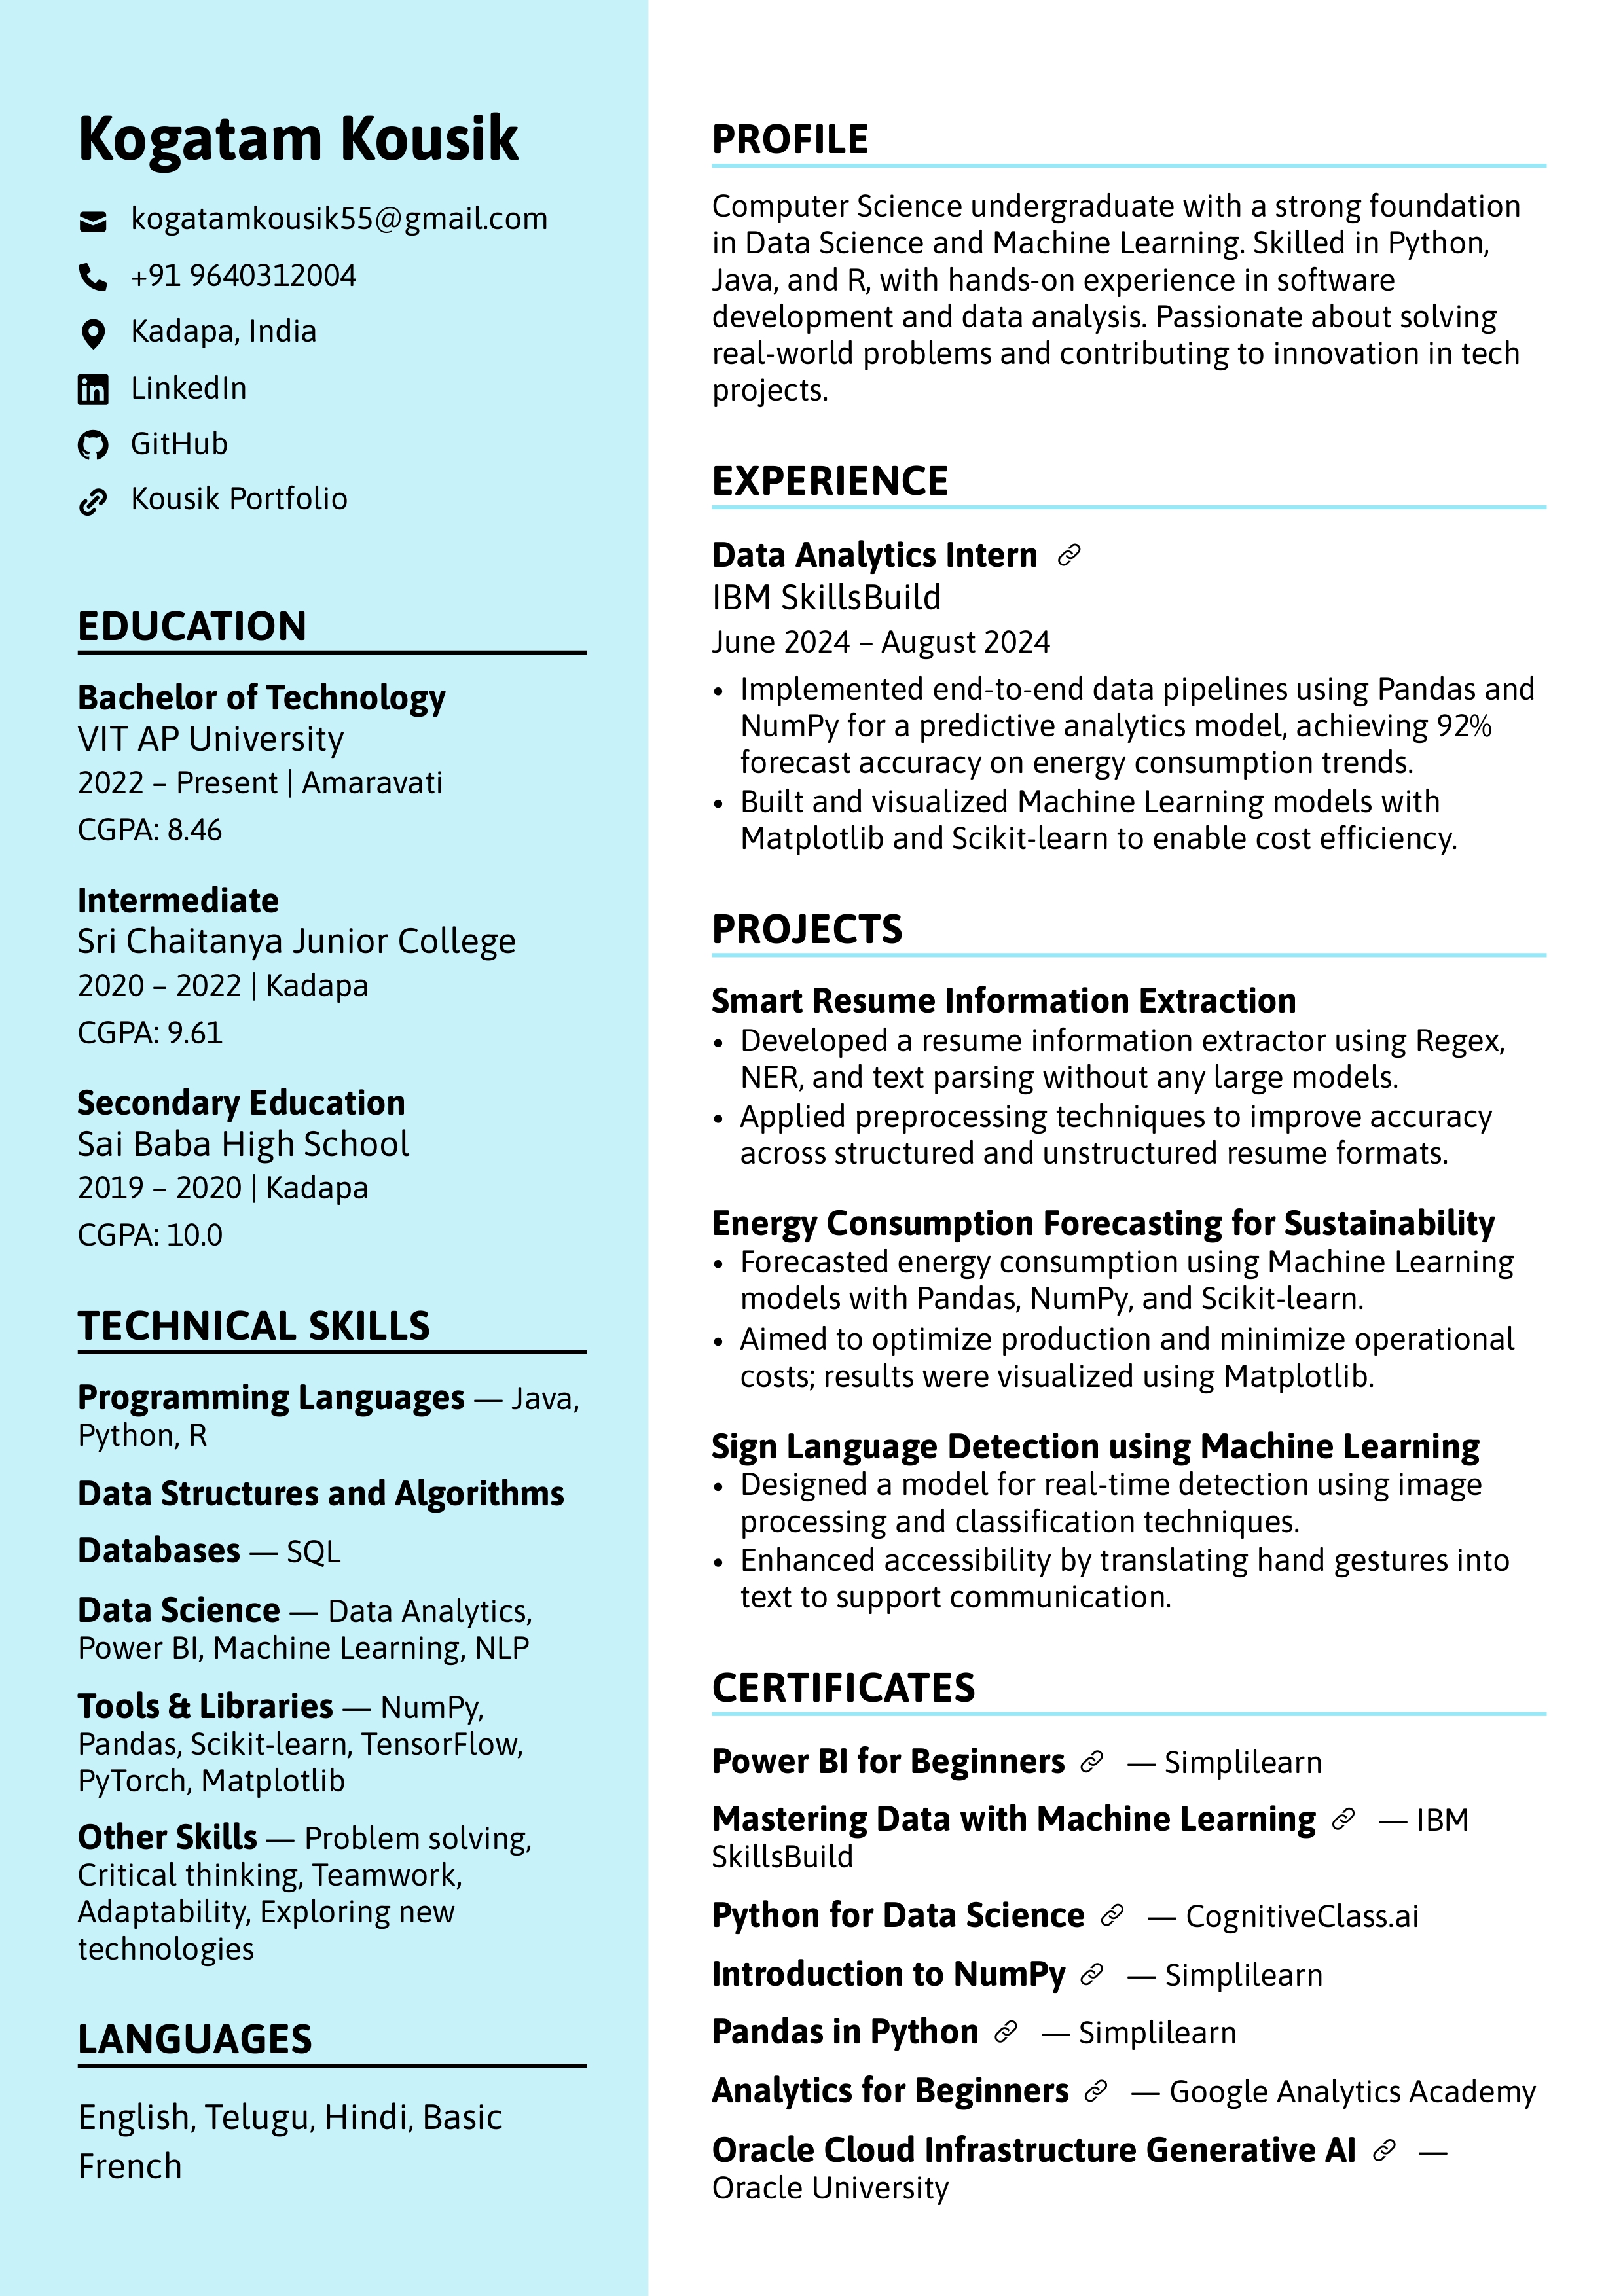 Kogatam Kousik
kogatamkousik55@gmail.com
+91 9640312004
Kadapa, India
LinkedIn
GitHub
Kousik Portfolio
EDUCATION
Bachelor of Technology
VIT AP University
2022 – Present | Amaravati
CGPA: 8.46
Intermediate
Sri Chaitanya Junior College
2020 – 2022 | Kadapa
CGPA: 9.61
Secondary Education
Sai Baba High School
2019 – 2020 | Kadapa
CGPA: 10.0
TECHNICAL SKILLS
Programming Languages — Java,
Python, R
Data Structures and Algorithms
Databases — SQL
Data Science — Data Analytics,
Power BI, Machine Learning, NLP
Tools & Libraries — NumPy,
Pandas, Scikit-learn, TensorFlow,
PyTorch, Matplotlib
Other Skills — Problem solving,
Critical thinking, Teamwork,
Adaptability, Exploring new
technologies
LANGUAGES
English, Telugu, Hindi, Basic
French
PROFILE
Computer Science undergraduate with a strong foundation
in Data Science and Machine Learning. Skilled in Python,
Java, and R, with hands-on experience in software
development and data analysis. Passionate about solving
real-world problems and contributing to innovation in tech
projects.
EXPERIENCE
Data Analytics Intern
IBM SkillsBuild
June 2024 – August 2024
• Implemented end-to-end data pipelines using Pandas and
NumPy for a predictive analytics model, achieving 92%
forecast accuracy on energy consumption trends.
• Built and visualized Machine Learning models with
Matplotlib and Scikit-learn to enable cost efficiency.
PROJECTS
Smart Resume Information Extraction
• Developed a resume information extractor using Regex,
NER, and text parsing without any large models.
• Applied preprocessing techniques to improve accuracy
across structured and unstructured resume formats.
Energy Consumption Forecasting for Sustainability
• Forecasted energy consumption using Machine Learning
models with Pandas, NumPy, and Scikit-learn.
• Aimed to optimize production and minimize operational
costs; results were visualized using Matplotlib.
Sign Language Detection using Machine Learning
• Designed a model for real-time detection using image
processing and classification techniques.
• Enhanced accessibility by translating hand gestures into
text to support communication.
CERTIFICATES
Power BI for Beginners — Simplilearn
Mastering Data with Machine Learning — IBM
SkillsBuild
Python for Data Science — CognitiveClass.ai
Introduction to NumPy — Simplilearn
Pandas in Python — Simplilearn
Analytics for Beginners — Google Analytics Academy
Oracle Cloud Infrastructure Generative AI —
Oracle University